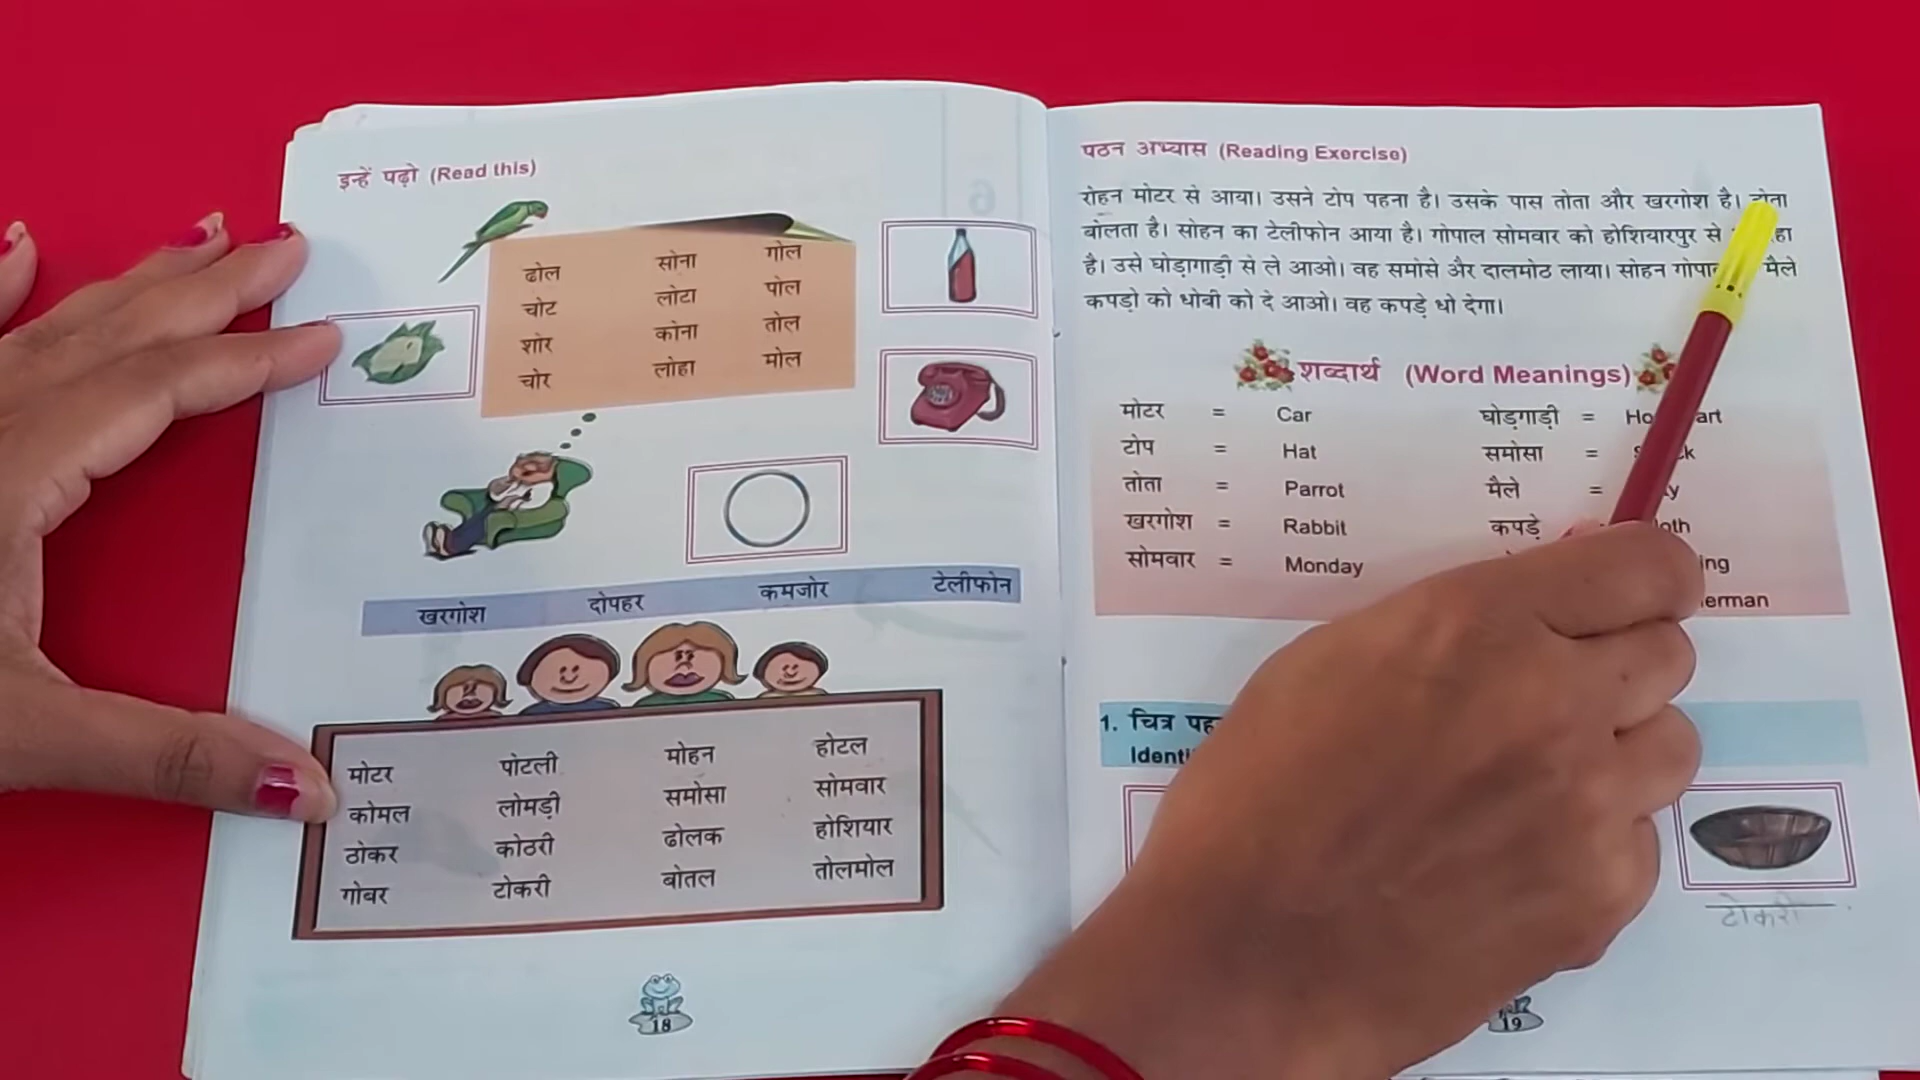 इन्हें पढ़ो (Read this)
ढोल सोना गोल
चोट लोटा पोल
शोर कोना तोल
चोर लोहा मोल
खरगोश दोपहर कमजोर टेलीफोन
मोटर पोटली मोहन होटल
कोमल लोमड़ी समोसा सोमवार
ठोकर कोठरी ढोलक होशियार
गोबर टोकरी बोतल तोलमोल
18
पठन अभ्यास (Reading Exercise)
रोहन मोटर से आया। उसने टोप पहना है। उसके पास तोता और खरगोश है। तोता
बोलता है। सोहन का टेलीफोन आया है। गोपाल सोमवार को होशियारपुर से
है। उसे घोड़ागाड़ी से ले आओ। वह समोसे और दालमोठ लाया। सोहन मैले
कपड़ो को धोबी को दे आओ। वह कपड़े धो देगा।
शब्दार्थ (Word Meanings)
मोटर = Car घोड़गाड़ी =
टोप = Hat समोसा =
तोता = Parrot मैले =
खरगोश = Rabbit कपड़े
सोमवार = Monday
1. चित्र
टोकरी
19